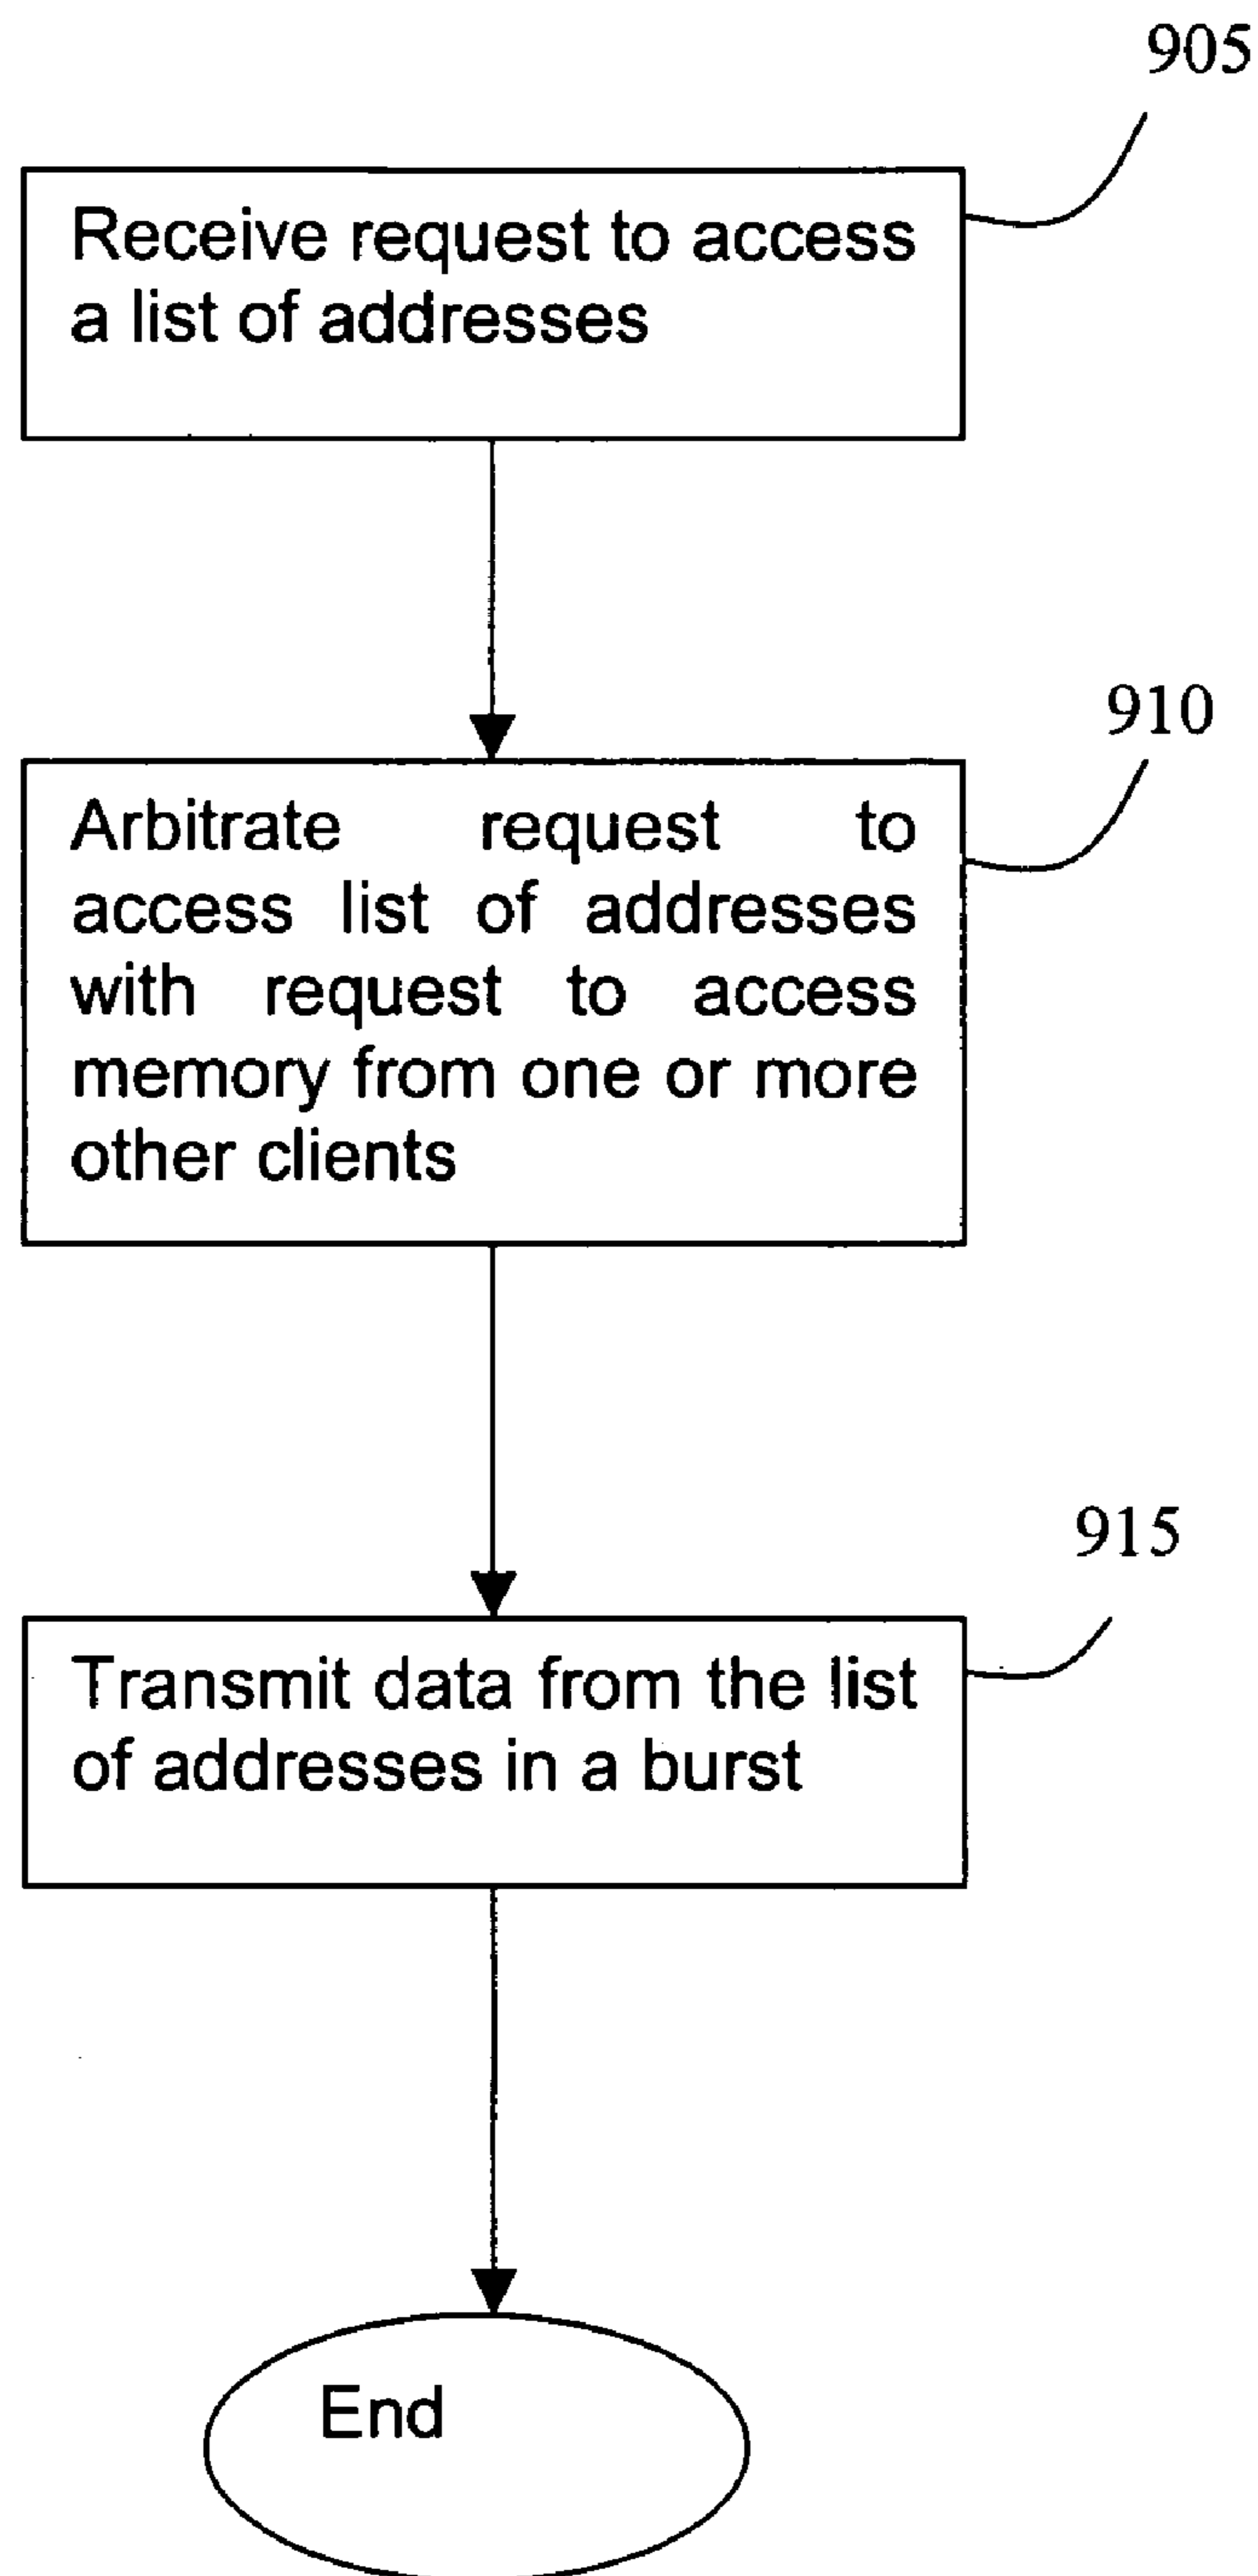 905
Receive request to access
a list of addresses
910
Arbitrate request to
access list of addresses
with request to access
memory from one or more
other clients
915
Transmit data from the list
of addresses in a burst
End